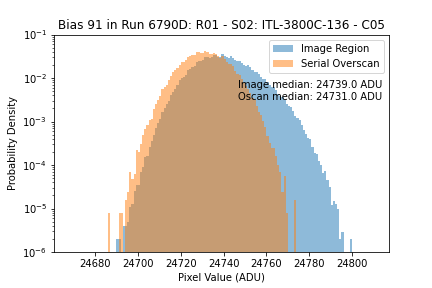 Bias 91 in Run 6790D: R01 - S02: ITL-3800C-136 - C05
Image Region
Serial Overscan
Image median: 24739.0 ADU
Oscan median: 24731.0 ADU
Probability Density
10⁻¹
10⁻²
10⁻³
10⁻⁴
10⁻⁵
10⁻⁶
24680 24700 24720 24740 24760 24780 24800
Pixel Value (ADU)